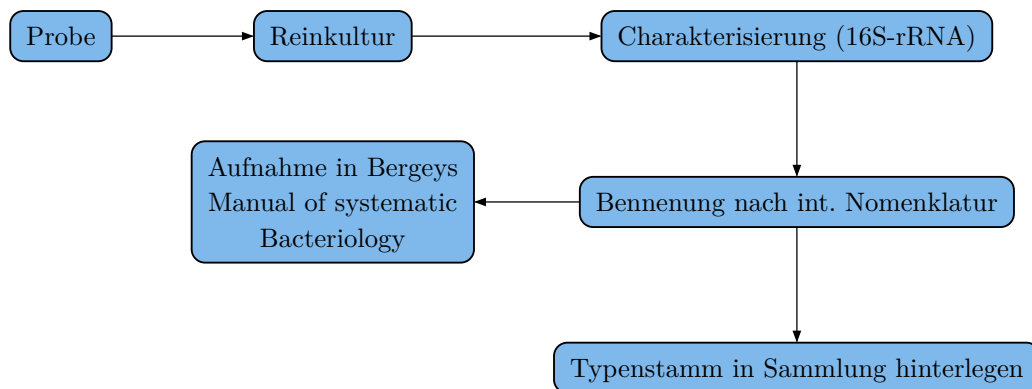 Probe
Reinkultur
Charakterisierung (16S-rRNA)
Aufnahme in Bergeys
Manual of systematic
Bacteriology
Bennenung nach int. Nomenklatur
Typenstamm in Sammlung hinterlegen